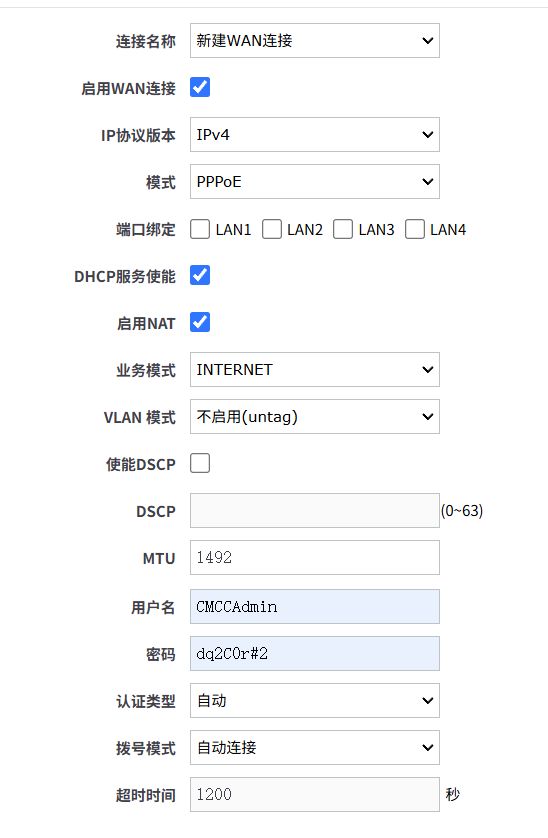 连接名称 新建WAN连接
启用WAN连接
IP协议版本 IPv4
模式 PPPoE
端口绑定 LAN1 LAN2 LAN3 LAN4
DHCP服务使能
启用NAT
业务模式 INTERNET
VLAN 模式 不启用(untag)
使能DSCP
DSCP (0~63)
MTU 1492
用户名 CMCCAdmin
密码 dq2C0r#2
认证类型 自动
拨号模式 自动连接
超时时间 1200 秒